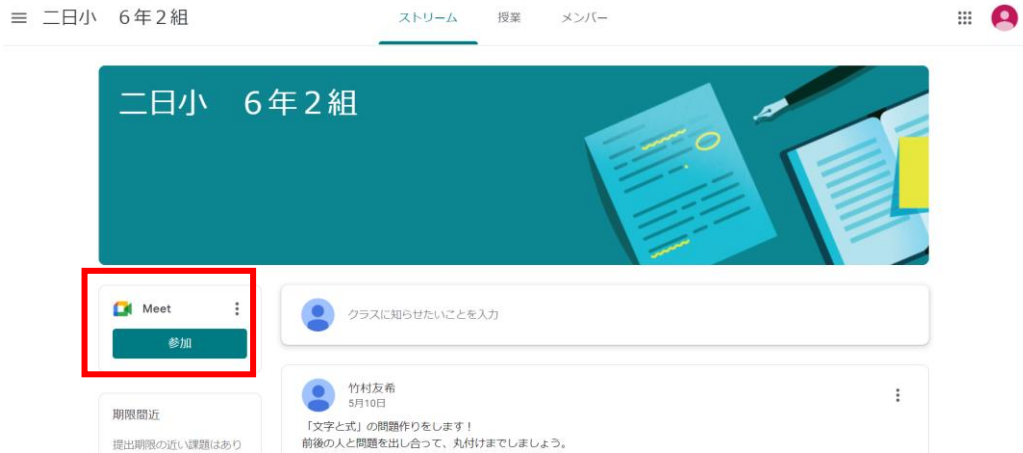 二日小　６年２組
ストリーム　授業　メンバー
二日小　６年２組
Meet
参加
クラスに知らせたいことを入力
竹村友希
5月10日
「文字と式」の問題作りをします！
前後の人と問題を出し合って、丸付けまでしましょう。
期限間近
提出期限の近い課題はあり